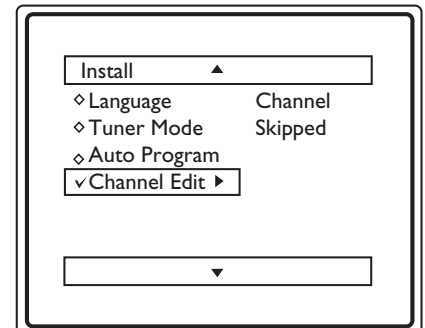 Install ▲
◇ Language Channel
◇ Tuner Mode Skipped
◇ Auto Program
✓ Channel Edit ▶
▼